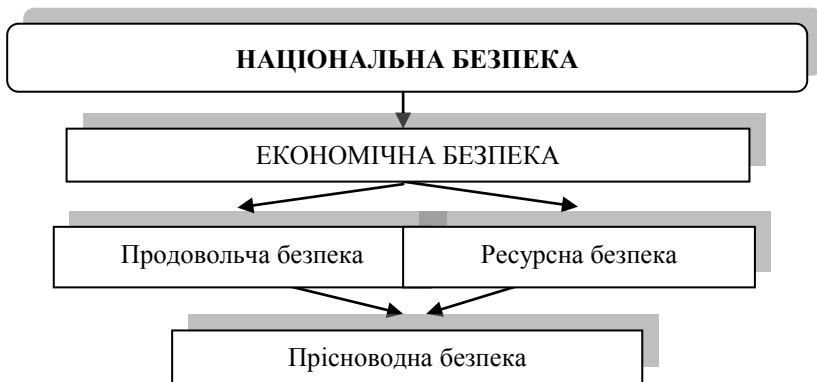 НАЦІОНАЛЬНА БЕЗПЕКА
ЕКОНОМІЧНА БЕЗПЕКА
Продовольча безпека
Ресурсна безпека
Прісноводна безпека